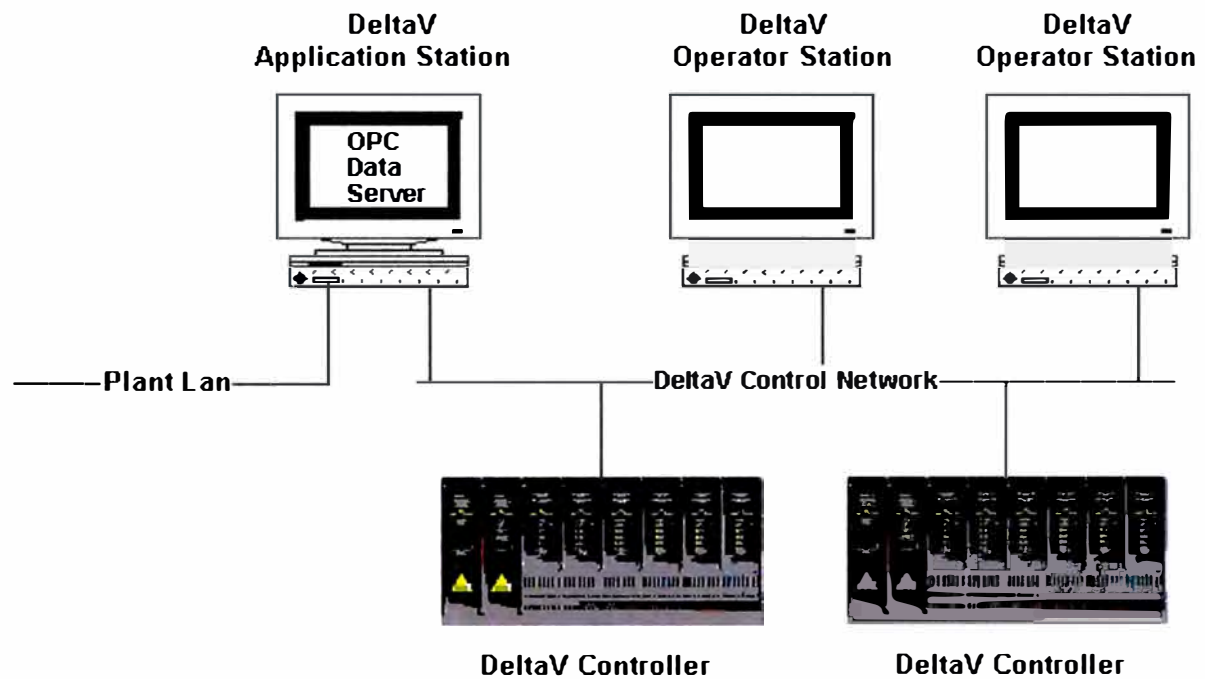 DeltaV
Application Station
DeltaV
Operator Station
DeltaV
Operator Station
OPC
Data
Server
Plant Lan
DeltaV Control Network
DeltaV Controller
DeltaV Controller